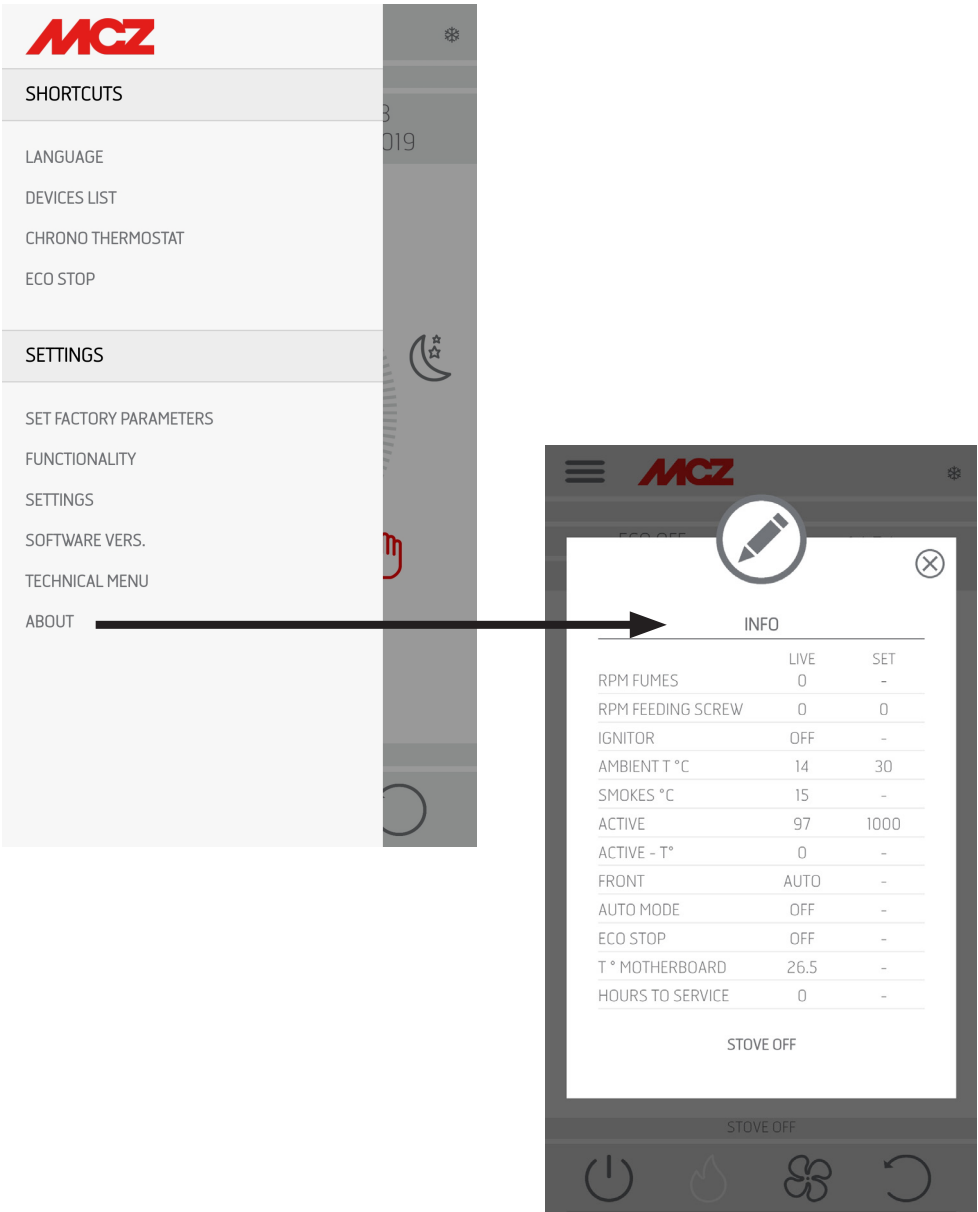 MCZ
SHORTCUTS
LANGUAGE
DEVICES LIST
CHRONO THERMOSTAT
ECO STOP
SETTINGS
SET FACTORY PARAMETERS
FUNCTIONALITY
SETTINGS
SOFTWARE VERS.
TECHNICAL MENU
ABOUT
019
MCZ
INFO
LIVE SET
RPM FUMES 0 -
RPM FEEDING SCREW 0 0
IGNITOR OFF -
AMBIENT T °C 14 30
SMOKES °C 15 -
ACTIVE 97 1000
ACTIVE - T° 0 -
FRONT AUTO -
AUTO MODE OFF -
ECO STOP OFF -
T ° MOTHERBOARD 26.5 -
HOURS TO SERVICE 0 -
STOVE OFF
STOVE OFF